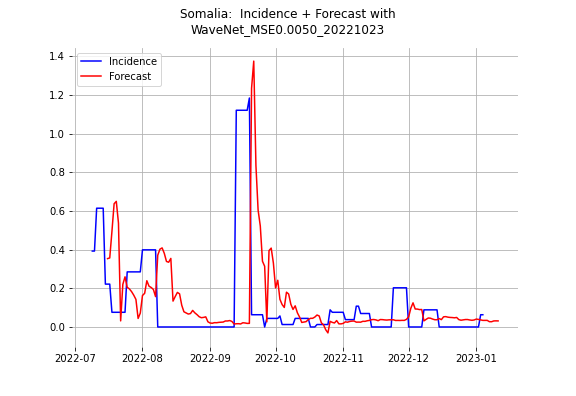 Somalia:  Incidence + Forecast with
WaveNet_MSE0.0050_20221023
Incidence
Forecast
1.4
1.2
1.0
0.8
0.6
0.4
0.2
0.0
2022-07 2022-08 2022-09 2022-10 2022-11 2022-12 2023-01